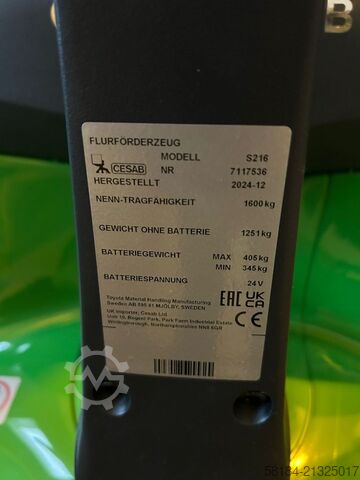 B
FLURFÖRDERZEUG
CESAB
MODELL S216
NR 7117536
HERGESTELLT 2024-12
NENN-TRAGFÄHIGKEIT 1600 kg
GEWICHT OHNE BATTERIE 1251 kg
BATTERIEGEWICHT MAX 405 kg
MIN 345 kg
BATTERIESPANNUNG 24 V
Toyota Material Handling Manufacturing
Sweden AB 595 81 MJÖLBY, SWEDEN
UK importer: Cesab Ltd.
Unit 10, Regent Park, Park Farm Industrial Estate
Wellingborough, Northamptonshire NN8 6GR
EAC UK CA
CE
58184-21325017